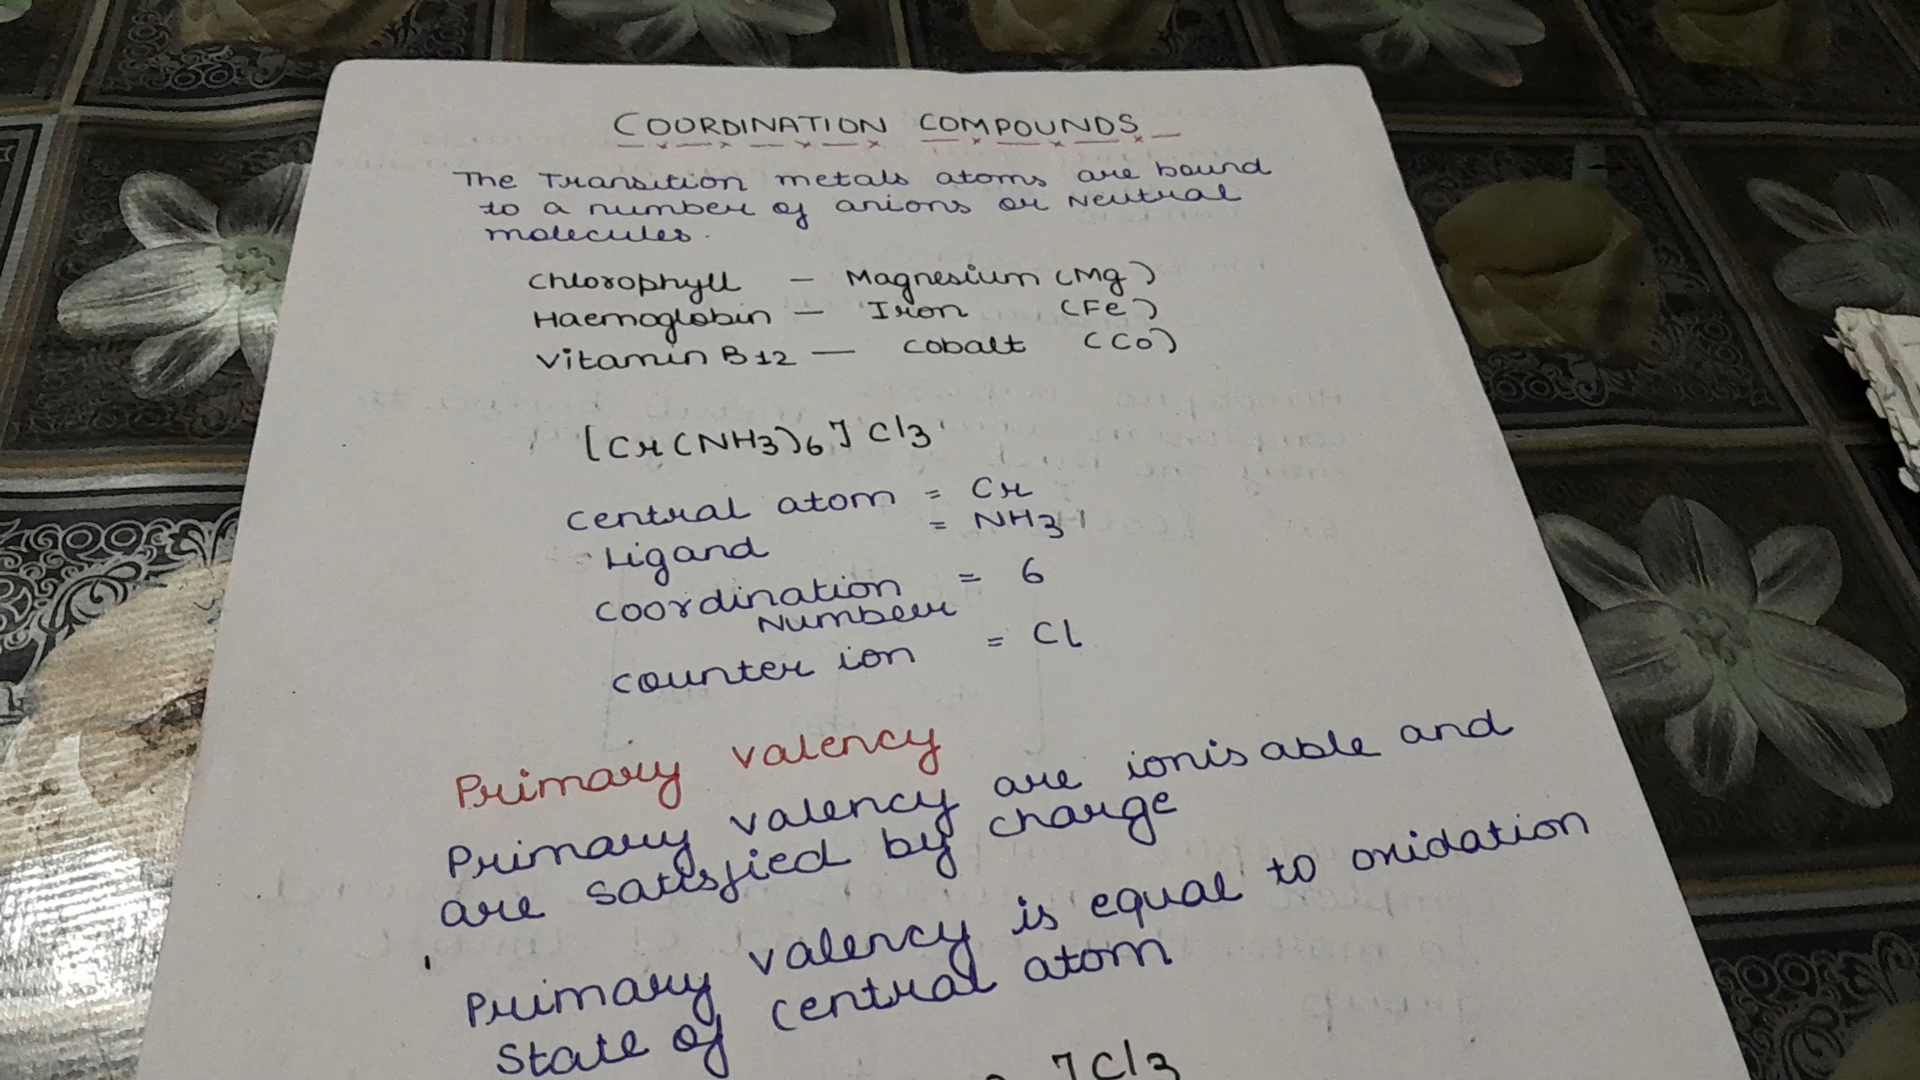 COORDINATION COMPOUNDS
The Transition metals atoms are bound
to a number of anions or Neutral
molecules.
Chlorophyll - Magnesium (Mg)
Haemoglobin - Iron (Fe)
Vitamin B12 - cobalt (Co)
[Cr(NH3)6]Cl3
central atom = Cr
Ligand = NH3
coordination = 6
Number
counter ion = Cl
Primary valency
Primary valency are ionisable and
are satisfied by charge
Primary valency is equal to oxidation
State of central atom
]Cl3